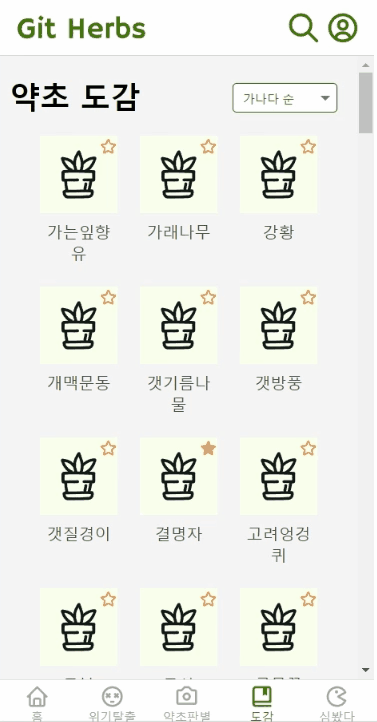 Git Herbs
약초 도감
가나다 순
가는잎향
유
가래나무
강황
개맥문동
갯기름나
물
갯방풍
갯질경이
결명자
고려엉겅
퀴
홈
위기탈출
약초판별
도감
심봤다